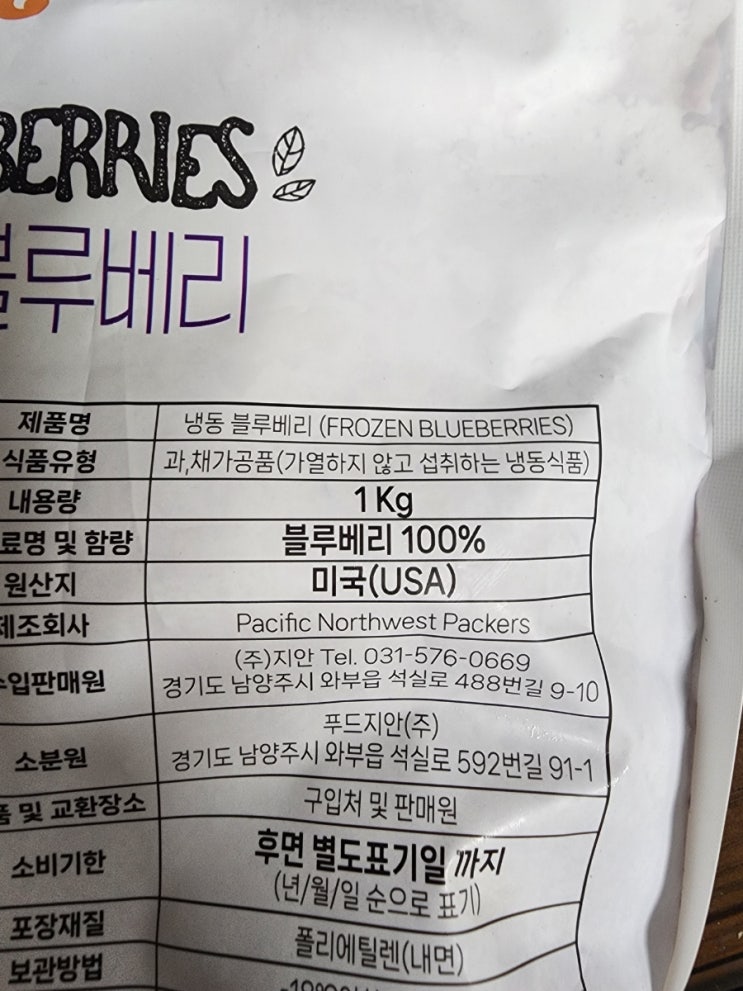 BERRIES
블루베리
제품명 냉동 블루베리 (FROZEN BLUEBERRIES)
식품유형 과,채가공품(가열하지 않고 섭취하는 냉동식품)
내용량 1Kg
료명 및 함량 블루베리 100%
원산지 미국(USA)
제조회사 Pacific Northwest Packers
수입판매원 (주)지안 Tel. 031-576-0669
경기도 남양주시 와부읍 석실로 488번길 9-10
소분원 푸드지안(주)
경기도 남양주시 와부읍 석실로 592번길 91-1
품 및 교환장소 구입처 및 판매원
소비기한 후면 별도표기일 까지
(년/월/일 순으로 표기)
포장재질 폴리에틸렌(내면)
보관방법